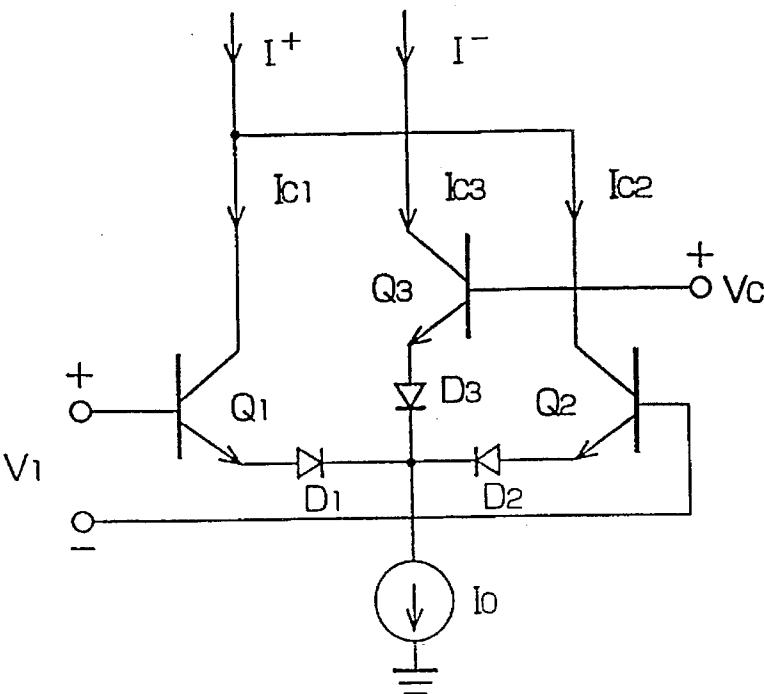 I+
I−
IC1
IC3
IC2
+
VC
Q3
+
Q1
D3
Q2
V1
D1
D2
−
I0